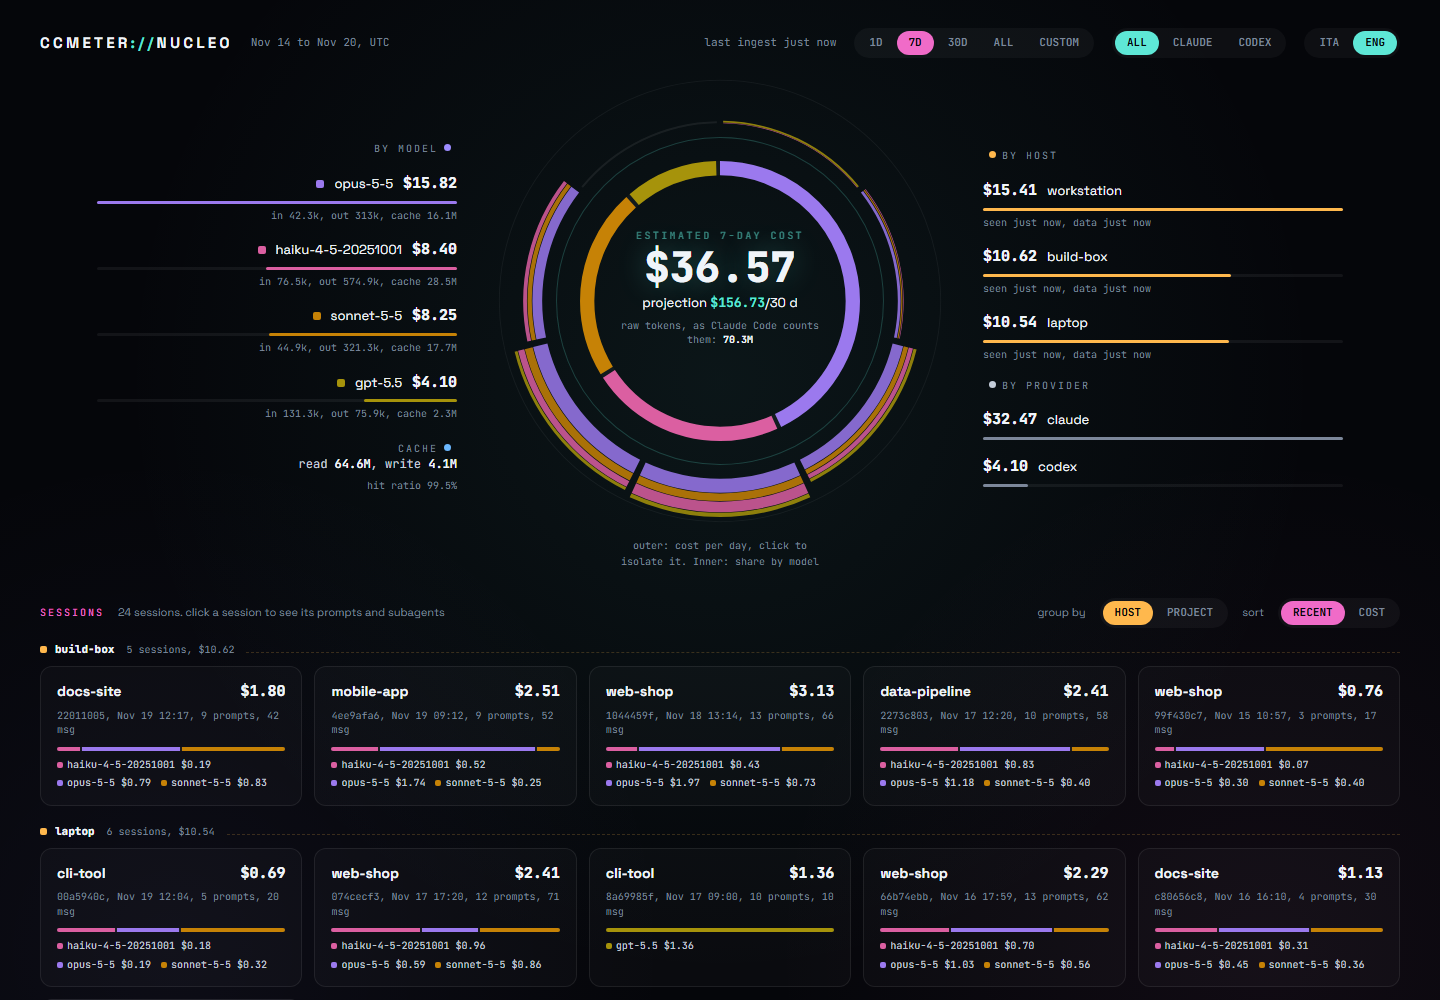 CCMETER://NUCLEO Nov 14 to Nov 20, UTC
last ingest just now 1D 7D 30D ALL CUSTOM ALL CLAUDE CODEX ITA ENG
BY MODEL
opus-5-5 $15.82
in 42.3k, out 313k, cache 16.1M
haiku-4-5-20251001 $8.40
in 76.5k, out 574.9k, cache 28.5M
sonnet-5-5 $8.25
in 44.9k, out 321.3k, cache 17.7M
gpt-5.5 $4.10
in 131.3k, out 75.9k, cache 2.3M
CACHE
read 64.6M, write 4.1M
hit ratio 99.5%
ESTIMATED 7-DAY COST
$36.57
projection $156.73/30 d
raw tokens, as Claude Code counts
them: 70.3M
outer: cost per day, click to
isolate it. Inner: share by model
BY HOST
$15.41 workstation
seen just now, data just now
$10.62 build-box
seen just now, data just now
$10.54 laptop
seen just now, data just now
BY PROVIDER
$32.47 claude
$4.10 codex
SESSIONS 24 sessions. click a session to see its prompts and subagents
group by HOST PROJECT sort RECENT COST
build-box 5 sessions, $10.62
docs-site $1.80
22011005, Nov 19 12:17, 9 prompts, 42
msg
haiku-4-5-20251001 $0.19
opus-5-5 $0.79 sonnet-5-5 $0.83
mobile-app $2.51
4ee9afa6, Nov 19 09:12, 9 prompts, 52
msg
haiku-4-5-20251001 $0.52
opus-5-5 $1.74 sonnet-5-5 $0.25
web-shop $3.13
1044459f, Nov 18 13:14, 13 prompts, 66
msg
haiku-4-5-20251001 $0.43
opus-5-5 $1.97 sonnet-5-5 $0.73
data-pipeline $2.41
2273c803, Nov 17 12:20, 10 prompts, 58
msg
haiku-4-5-20251001 $0.83
opus-5-5 $1.18 sonnet-5-5 $0.40
web-shop $0.76
99f430c7, Nov 15 10:57, 3 prompts, 17
msg
haiku-4-5-20251001 $0.07
opus-5-5 $0.30 sonnet-5-5 $0.40
laptop 6 sessions, $10.54
cli-tool $0.69
00a5940c, Nov 19 12:04, 5 prompts, 20
msg
haiku-4-5-20251001 $0.18
opus-5-5 $0.19 sonnet-5-5 $0.32
web-shop $2.41
074cecf3, Nov 17 17:20, 12 prompts, 71
msg
haiku-4-5-20251001 $0.96
opus-5-5 $0.59 sonnet-5-5 $0.86
cli-tool $1.36
8a69985f, Nov 17 09:00, 10 prompts, 10
msg
gpt-5.5 $1.36
web-shop $2.29
66b74ebb, Nov 16 17:59, 13 prompts, 62
msg
haiku-4-5-20251001 $0.70
opus-5-5 $1.03 sonnet-5-5 $0.56
docs-site $1.13
c80656c8, Nov 16 16:10, 4 prompts, 30
msg
haiku-4-5-20251001 $0.31
opus-5-5 $0.45 sonnet-5-5 $0.36